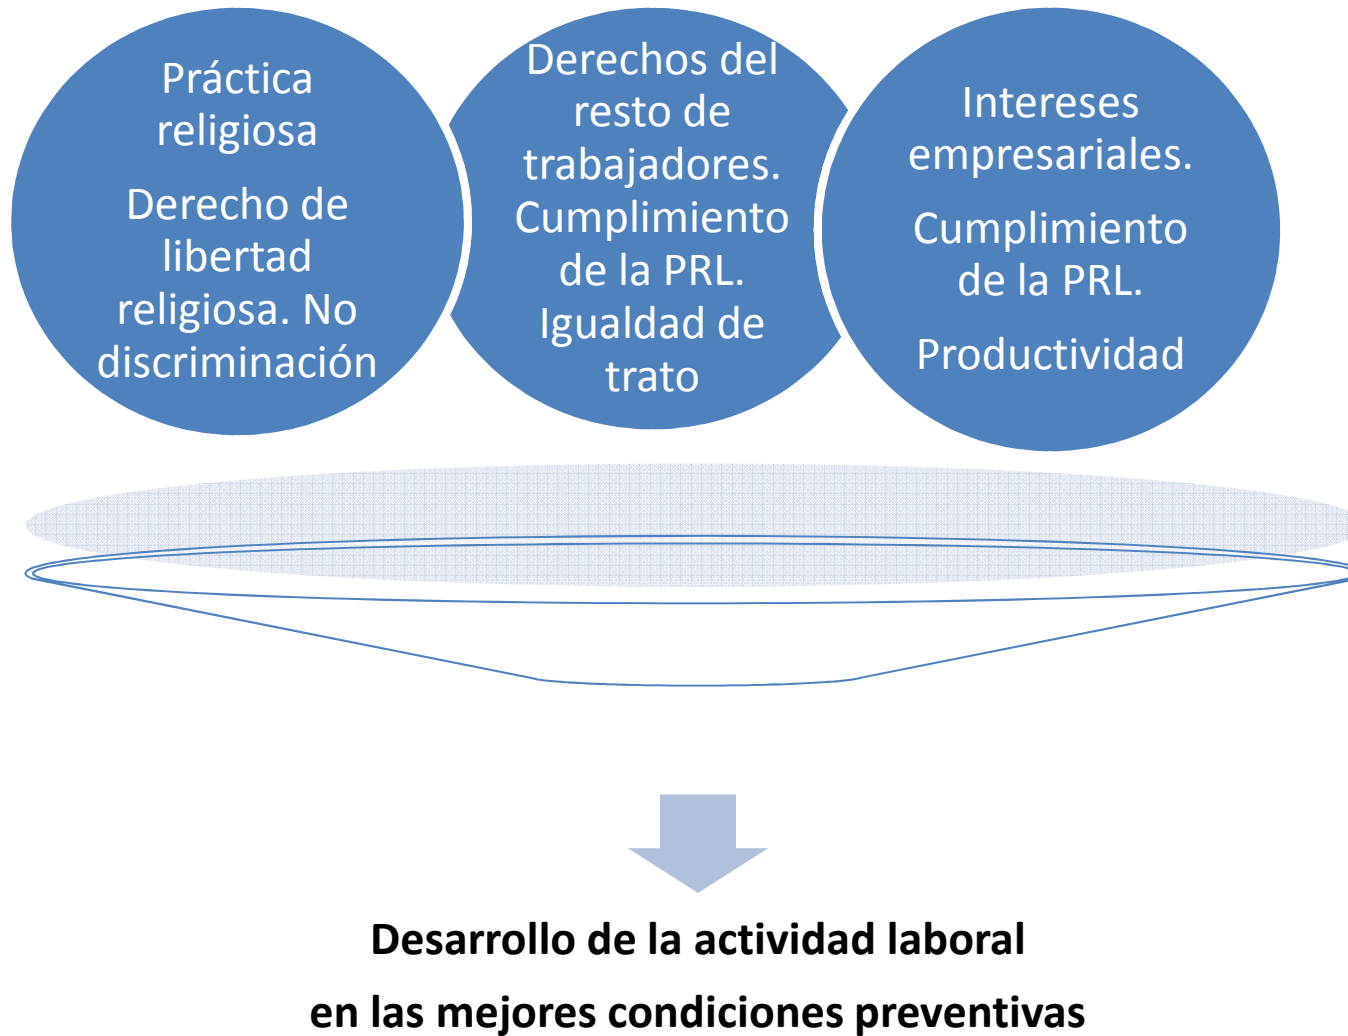 Práctica
religiosa
Derecho de
libertad
religiosa. No
discriminación
Derechos del
resto de
trabajadores.
Cumplimiento
de la PRL.
Igualdad de
trato
Intereses
empresariales.
Cumplimiento
de la PRL.
Productividad
Desarrollo de la actividad laboral
en las mejores condiciones preventivas